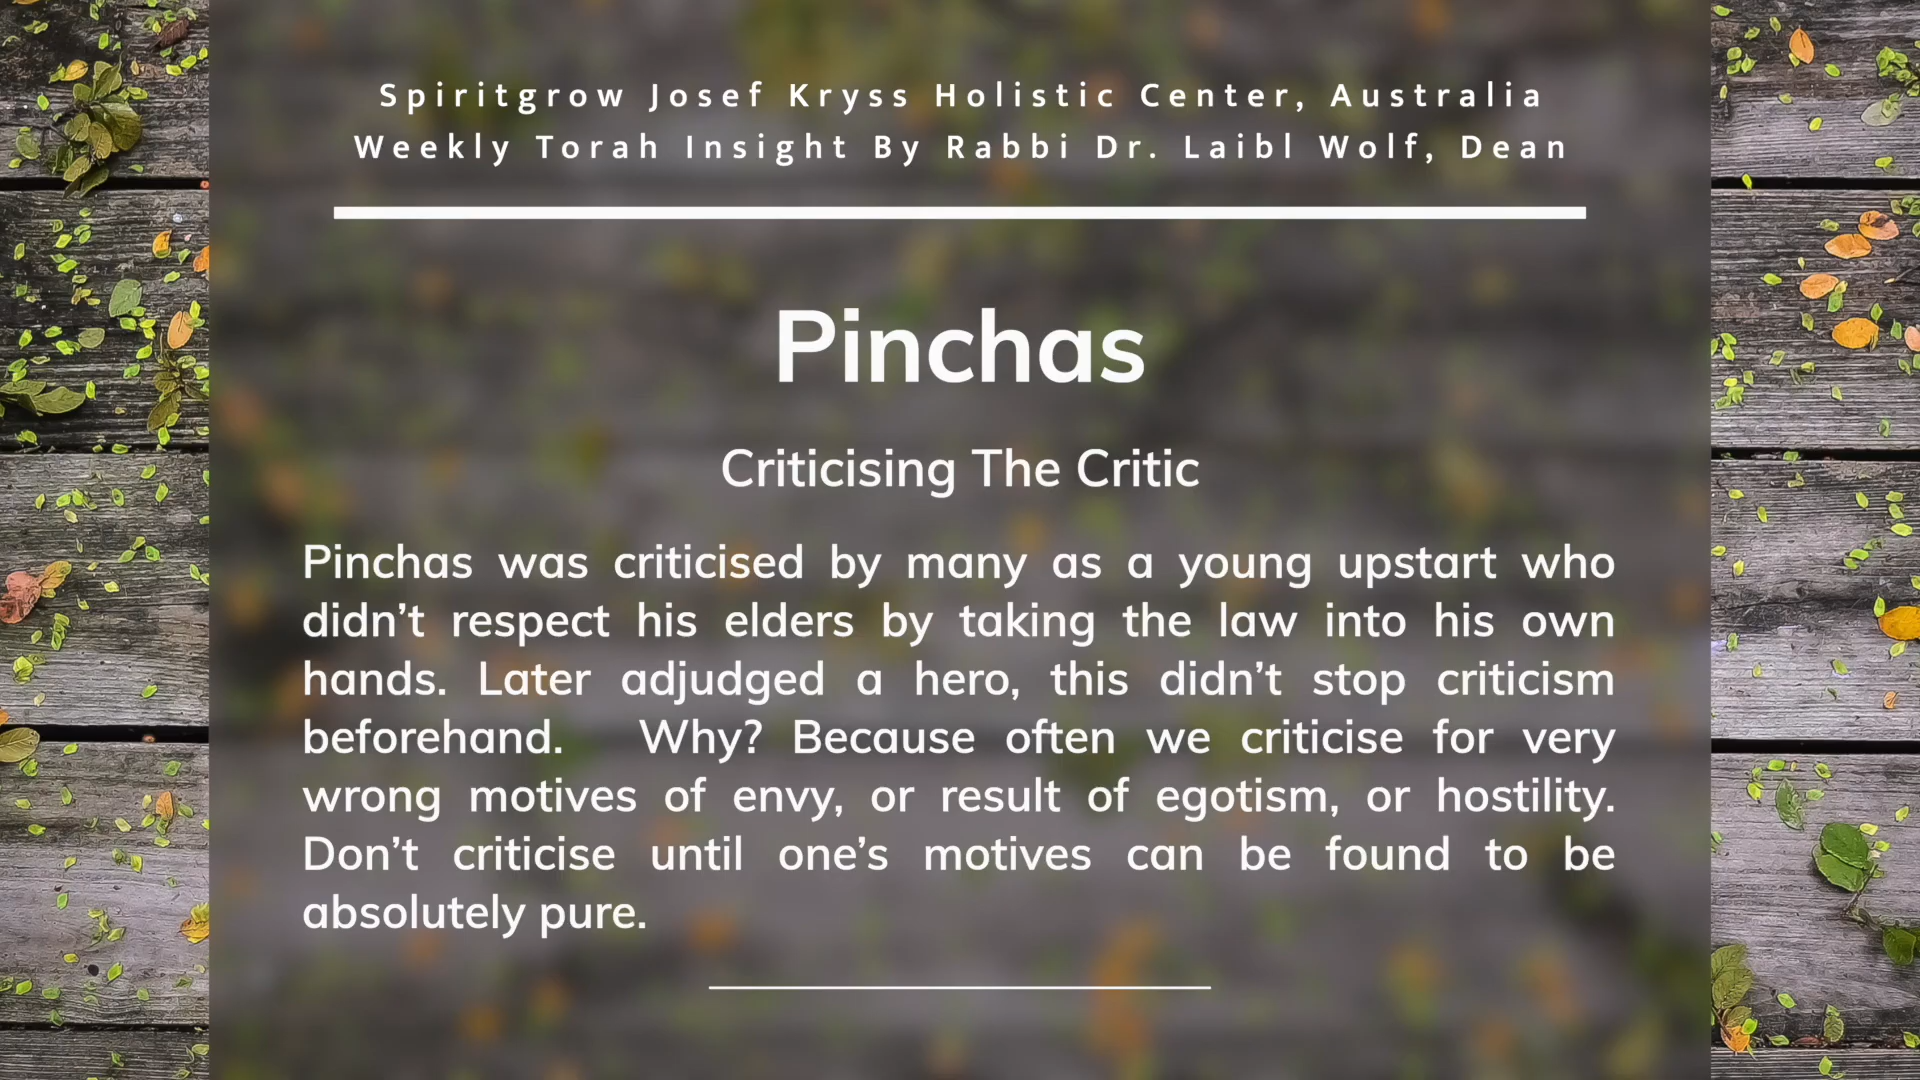 Spiritgrow Josef Kryss Holistic Center, Australia
Weekly Torah Insight By Rabbi Dr. Laibl Wolf, Dean
Pinchas
Criticising The Critic
Pinchas was criticised by many as a young upstart who
didn’t respect his elders by taking the law into his own
hands. Later adjudged a hero, this didn’t stop criticism
beforehand. Why? Because often we criticise for very
wrong motives of envy, or result of egotism, or hostility.
Don’t criticise until one’s motives can be found to be
absolutely pure.